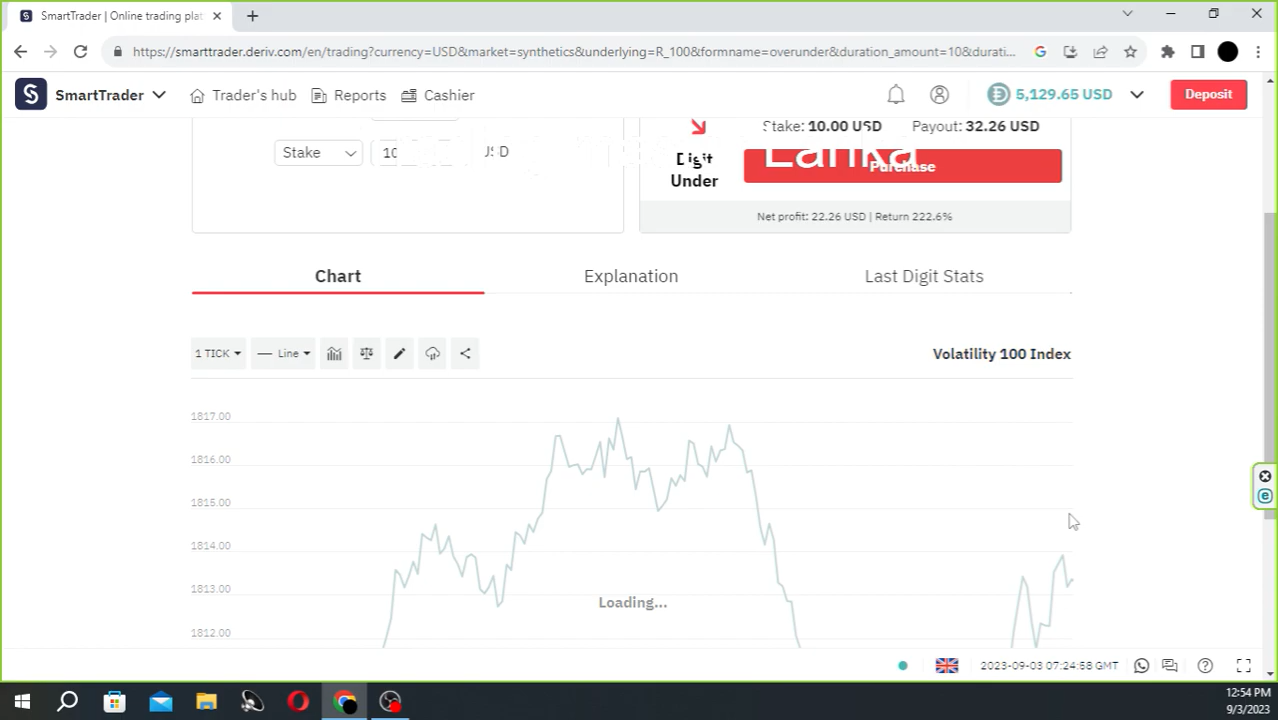 SmartTrader | Online trading plat
https://smarttrader.deriv.com/en/trading?currency=USD&market=synthetics&underlying=R_100&formname=overunder&duration_amount=10&durati...
SmartTrader
Trader's hub
Reports
Cashier
5,129.65 USD
Deposit
Stake
10
USD
Stake: 10.00 USD
Payout: 32.26 USD
Digit
Under
Purchase
Lanka
Net profit: 22.26 USD | Return 222.6%
Chart
Explanation
Last Digit Stats
1 TICK
Line
Volatility 100 Index
1817.00
1816.00
1815.00
1814.00
1813.00
1812.00
Loading...
2023-09-03 07:24:58 GMT
12:54 PM
9/3/2023